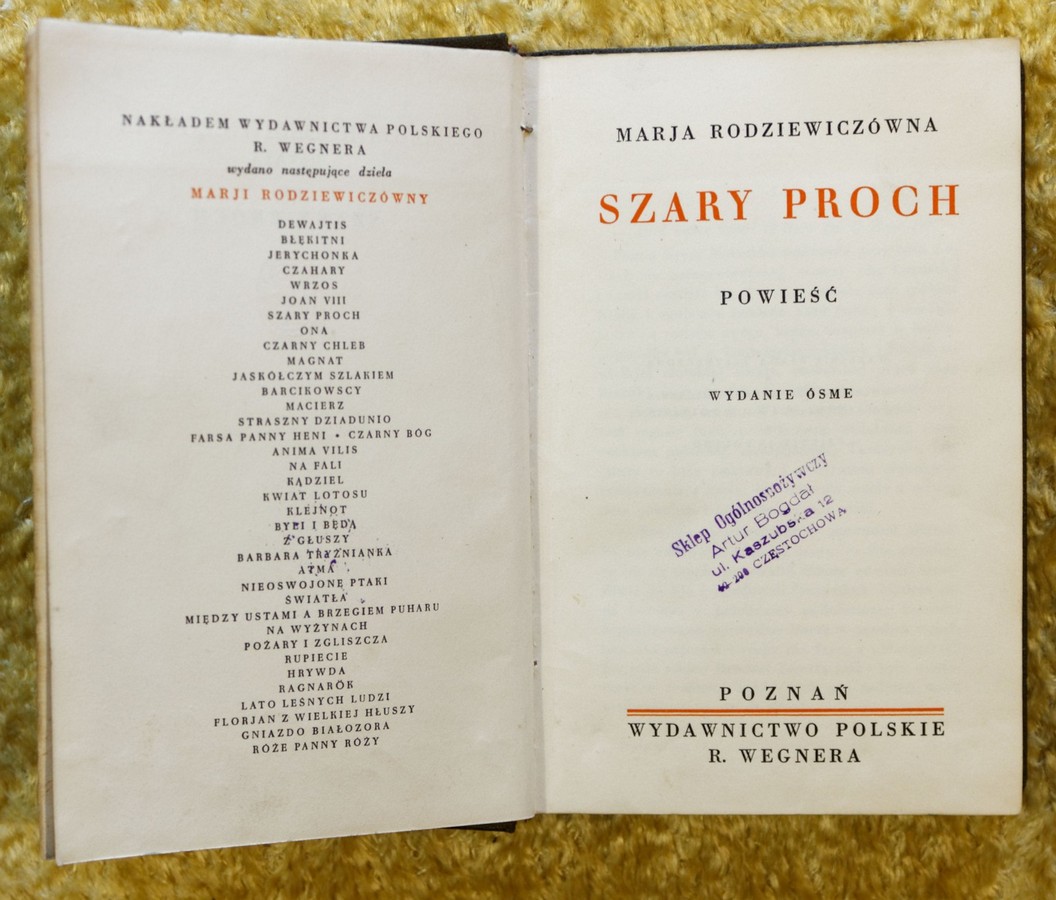 NAKŁADEM WYDAWNICTWA POLSKIEGO
R. WEGNERA
wydano następujące dzieła
MARJI RODZIEWICZÓWNY
DEWAJTIS
BŁĘKITNI
JERYCHONKA
CZAHARY
WRZOS
JOAN VIII
SZARY PROCH
ONA
CZARNY CHLEB
MAGNAT
JASKÓŁCZYM SZLAKIEM
BARCIKOWSCY
MACIERZ
STRASZNY DZIADUNIO
FARSA PANNY HENI • CZARNY BÓG
ANIMA VILIS
NA FALI
KĄDZIEL
KWIAT LOTOSU
KLEJNOT
BYLI I BĘDĄ
Z GŁUSZY
BARBARA TRYŹNIANKA
ATMA
NIEOSWOJONE PTAKI
ŚWIATŁA
MIĘDZY USTAMI A BRZEGIEM PUHARU
NA WYŻYNACH
POŻARY I ZGLISZCZA
RUPIECIE
HRYWDA
RAGNARÖK
LATO LEŚNYCH LUDZI
FLORJAN Z WIELKIEJ HŁUSZY
GNIAZDO BIAŁOZORA
RÓŻE PANNY RÓŻY
MARJA RODZIEWICZÓWNA
SZARY PROCH
POWIEŚĆ
WYDANIE ÓSME
Sklep Ogólnospożywczy
Artur Bogdał
ul. Kaszubska 12
CZĘSTOCHOWA
POZNAŃ
WYDAWNICTWO POLSKIE
R. WEGNERA